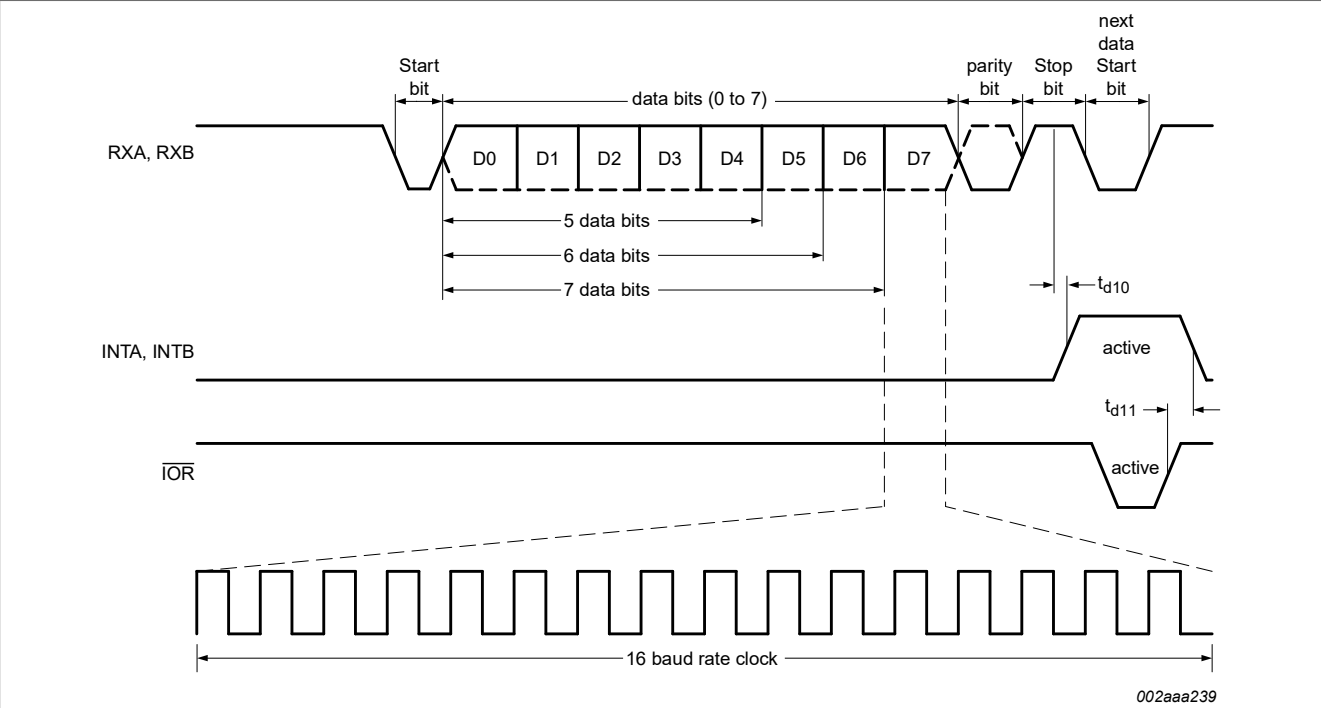 next
data
Start
bit
Start
bit
parity
bit
Stop
bit
data bits (0 to 7)
RXA, RXB
D0 D1 D2 D3 D4 D5 D6 D7
5 data bits
6 data bits
7 data bits
td10
INTA, INTB
active
td11
IOR
active
16 baud rate clock
002aaa239